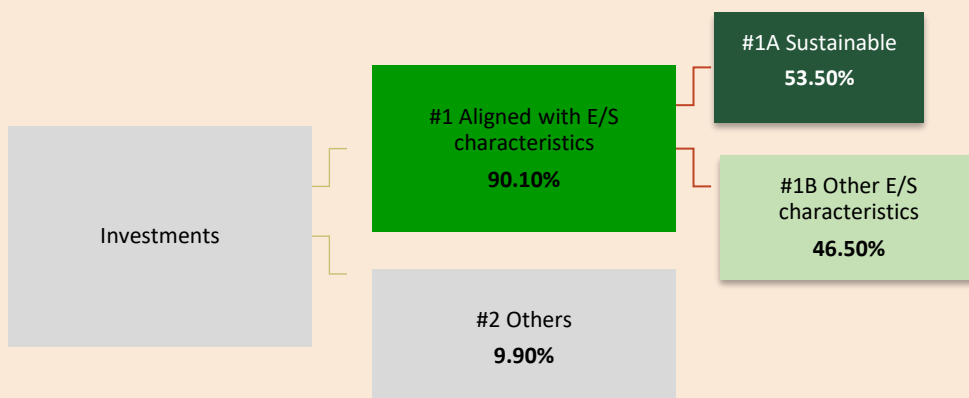 Investments
#1 Aligned with E/S
characteristics
90.10%
#2 Others
9.90%
#1A Sustainable
53.50%
#1B Other E/S
characteristics
46.50%